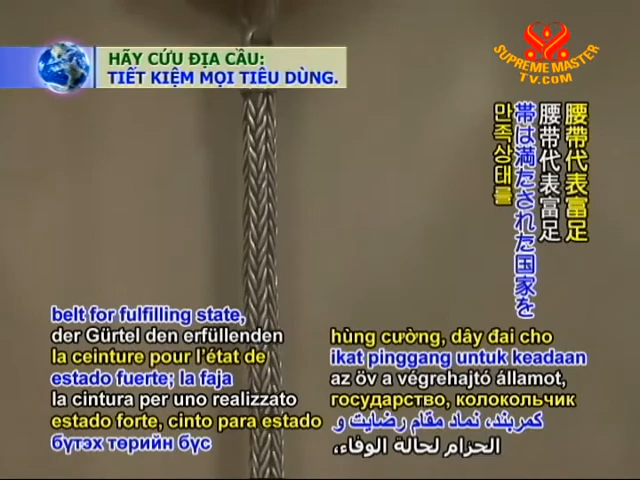 HÃY CỨU ĐỊA CẦU:
TIẾT KIỆM MỌI TIÊU DÙNG.
SUPREME MASTER
TV.COM
腰帶代表富足
腰带代表富足
帯は満たされた国家を
만족상태를
belt for fulfilling state,
der Gürtel den erfüllenden
la ceinture pour l'état de
estado fuerte; la faja
la cintura per uno realizzato
estado forte, cinto para estado
бүтэх төрийн бүс
hùng cường, dây đai cho
ikat pinggang untuk keadaan
az öv a végrehajtó államot,
государство, колокольчик
کمربند، نماد مقام رضایت و
الحزام لحالة الوفاء،